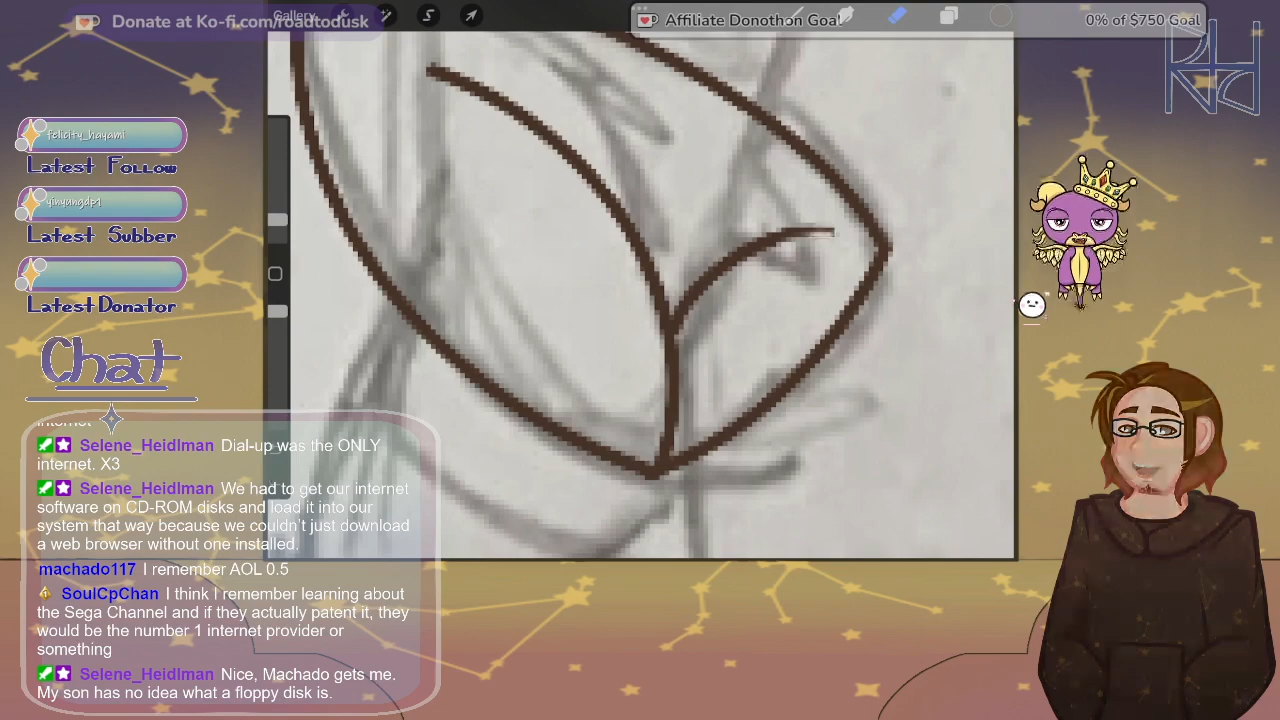 Donate at Ko-fi.com/roadtodusk
Gallery
Affiliate Donothon Goal
0% of $750 Goal
felicity_hayami
Latest Follow
yinyungdp1
Latest Subber
Latest Donator
Chat
internet
Selene_Heidlman Dial-up was the ONLY
internet. X3
Selene_Heidlman We had to get our internet
software on CD-ROM disks and load it into our
system that way because we couldn't just download
a web browser without one installed.
machado117 I remember AOL 0.5
SoulCpChan I think I remember learning about
the Sega Channel and if they actually patent it, they
would be the number 1 internet provider or
something
Selene_Heidlman Nice, Machado gets me.
My son has no idea what a floppy disk is.